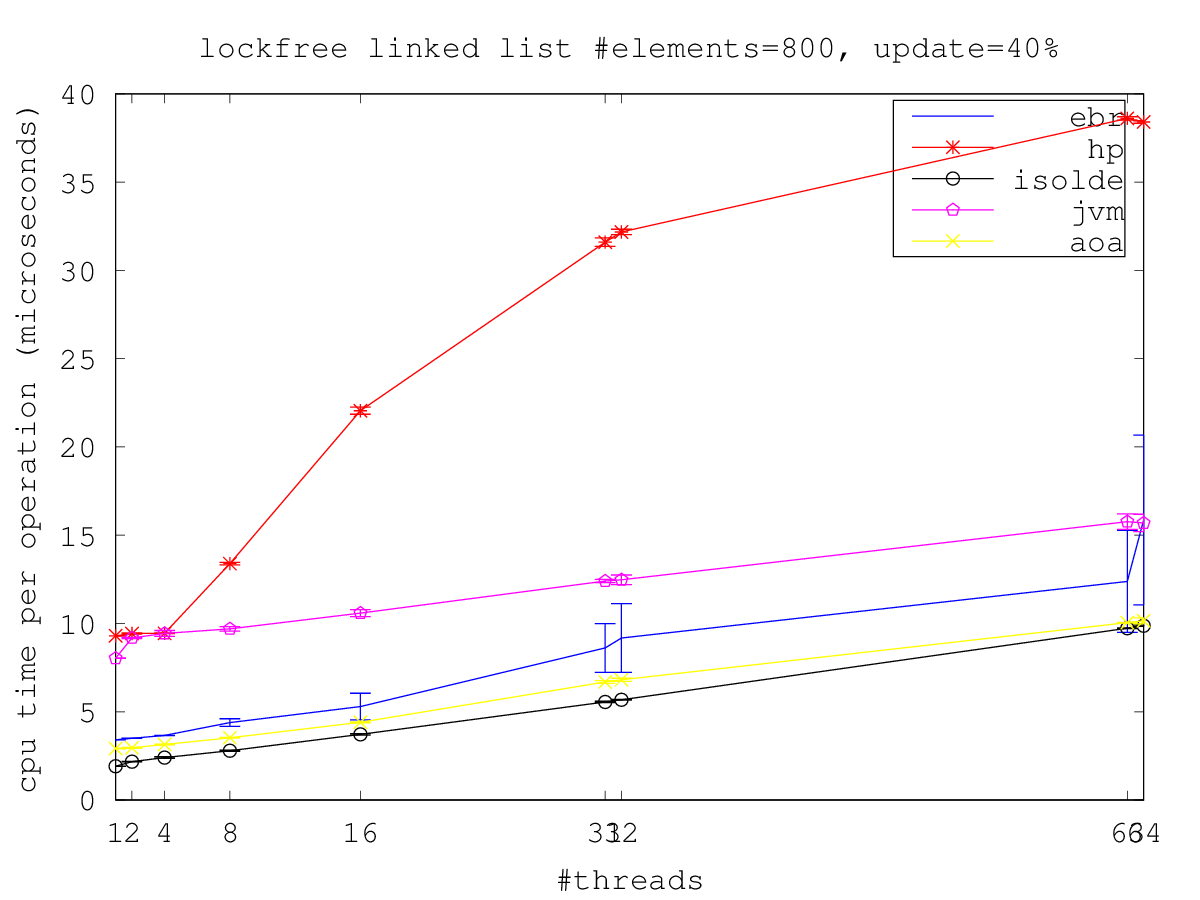 lockfree linked list #elements=800, update=40%
cpu time per operation (microseconds)
40
35
30
25
20
15
10
5
0
ebr
hp
isolde
jvm
aoa
1 2 4 8 16 31 32 63 64
#threads